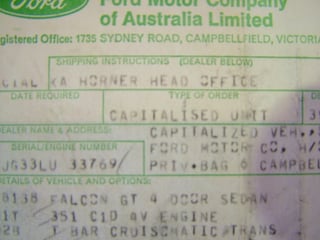 Ford
Ford Motor Company
of Australia Limited
Registered Office: 1735 SYDNEY ROAD, CAMPBELLFIELD, VICTORIA
SHIPPING INSTRUCTIONS (DEALER BELOW)
CIAL KA HORNER HEAD OFFICE
DATE REQUIRED TYPE OF ORDER
CAPITALISED UNIT
DEALER NAME & ADDRESS: CAPITALIZED VEH.
SERIAL/ENGINE NUMBER FORD MOTOR CO.
JG33LU 33769/ PRIV.BAG 6 CAMPBEL
DETAILS OF VEHICLE AND OPTIONS:
FALCON GT 4 DOOR SEDAN
351 CID 4V ENGINE
T BAR CRUISOMATIC TRANS